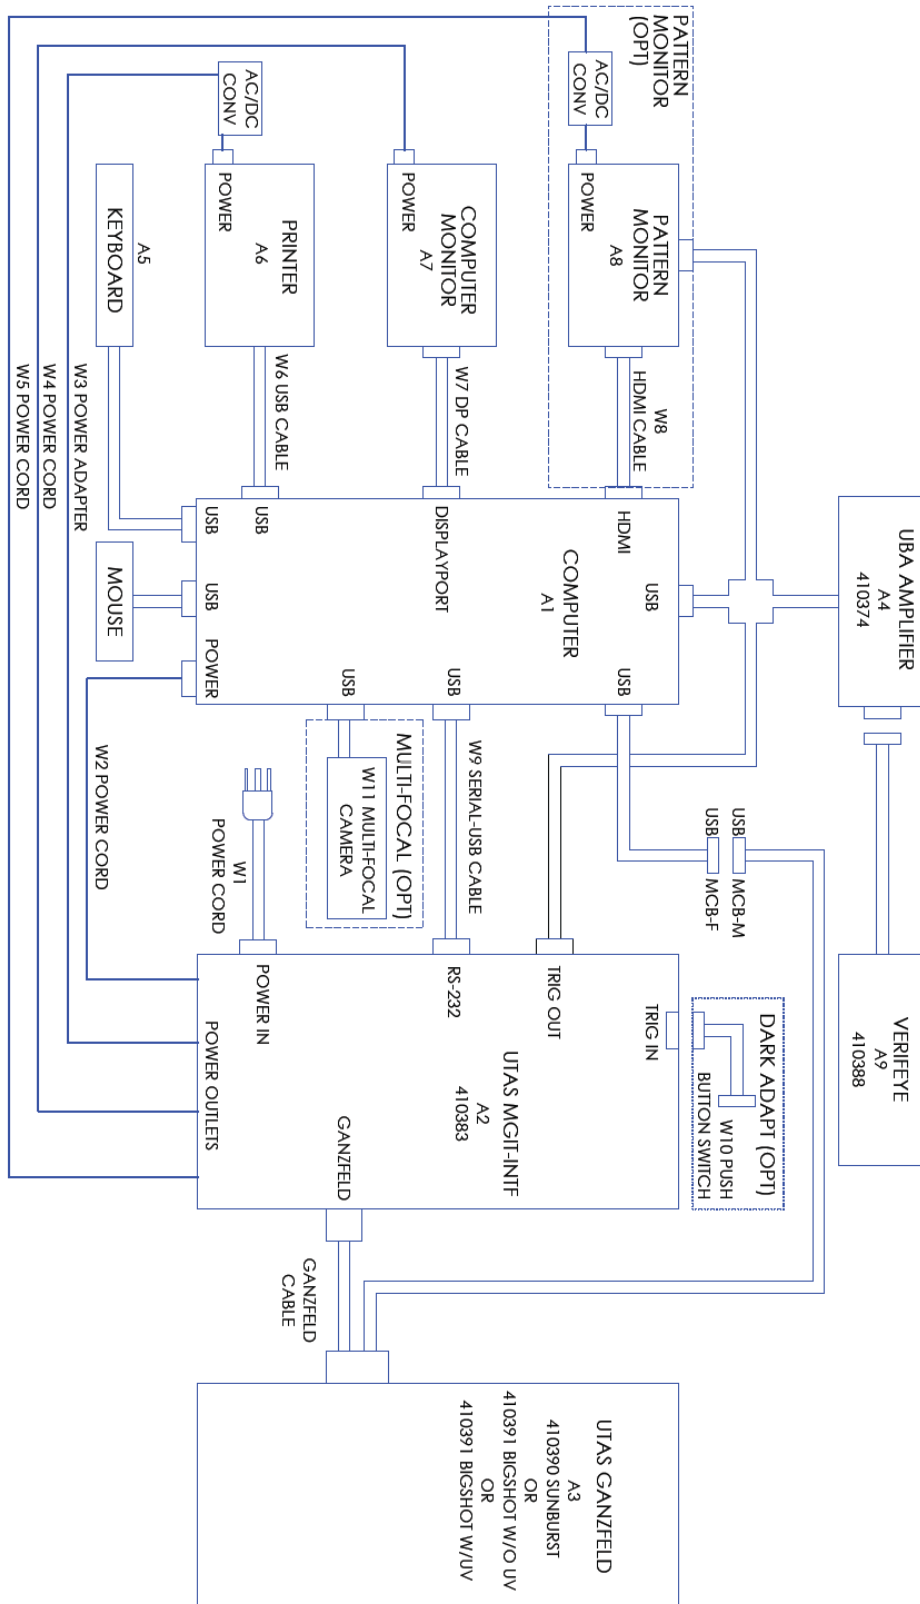 PATTERN
MONITOR
(OPT)
AC/DC
CONV
POWER
PATTERN
MONITOR
A8
W8
HDMI CABLE
AC/DC
CONV
POWER
COMPUTER
MONITOR
A7
W7 DP CABLE
POWER
PRINTER
A6
W6 USB CABLE
A5
KEYBOARD
W3 POWER ADAPTER
W4 POWER CORD
W5 POWER CORD
MOUSE
UBA AMPLIFIER
A4
410374
HDMI
USB
COMPUTER
A1
DISPLAYPORT
USB
USB
USB
POWER
USB
USB
USB
W2 POWER CORD
MULTI-FOCAL (OPT)
W11 MULTI-FOCAL
CAMERA
W9 SERIAL-USB CABLE
W1
POWER CORD
USB MCB-M
USB MCB-F
VERIFEYE
A9
410388
DARK ADAPT (OPT)
W10 PUSH
BUTTON SWITCH
TRIG IN
TRIG OUT
RS-232
POWER IN
UTAS MGIT-INTF
A2
410383
GANZFELD
POWER OUTLETS
GANZFELD
CABLE
UTAS GANZFELD
A3
410390 SUNBURST
OR
410391 BIGSHOT W/O UV
OR
410391 BIGSHOT W/UV